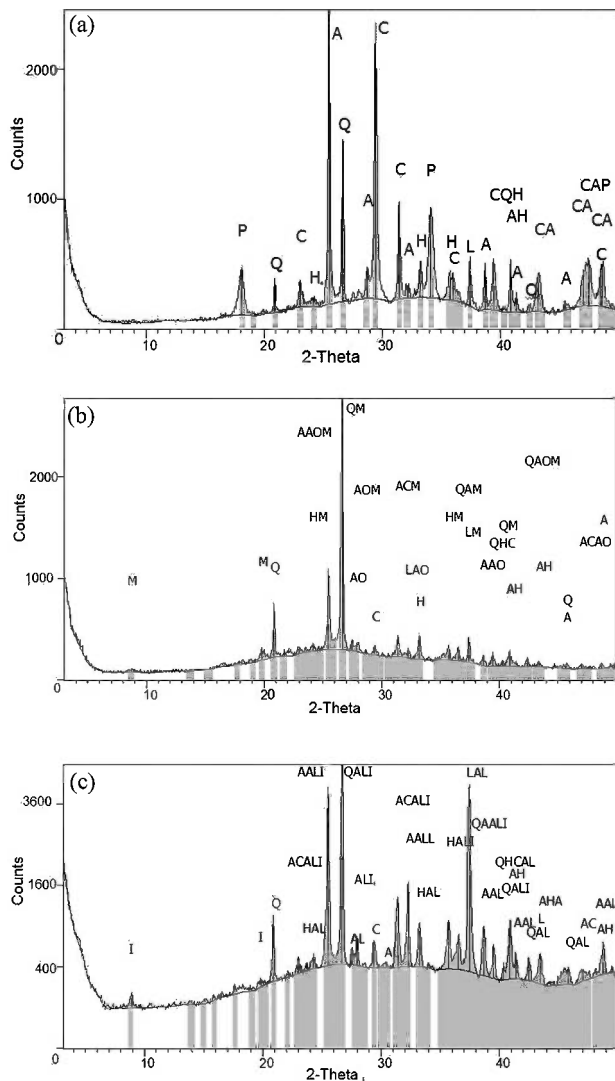 (a)
A
C
2000
Q
C
P
CQH
CAP
1000
A
AH
CA
CA
P
C
A
H
H
L
A
CA
Q
H
C
A
Q
A
C
0
10
20
30
40
2-Theta
Counts
(b)
QM
AAOM
QAOM
2000
AOM
ACM
QAM
HM
HM
QM
A
LM
QHC
ACAO
M
Q
AO
LAO
AAO
AH
1000
M
H
AH
Q
C
A
0
0
10
20
30
40
2-Theta
Counts
(c)
AALI
QALI
LAL
3600
ACALI
QAALI
AALL
HALI
ACALI
QHCAL
1600
ALI
AH
Q
HAL
AAL
QALI
AHA
AAL
HAL
C
AAL
L
AC
I
I
AL
A
QAL
QAL
AH
400
0
0
10
20
30
40
2-Theta
Counts